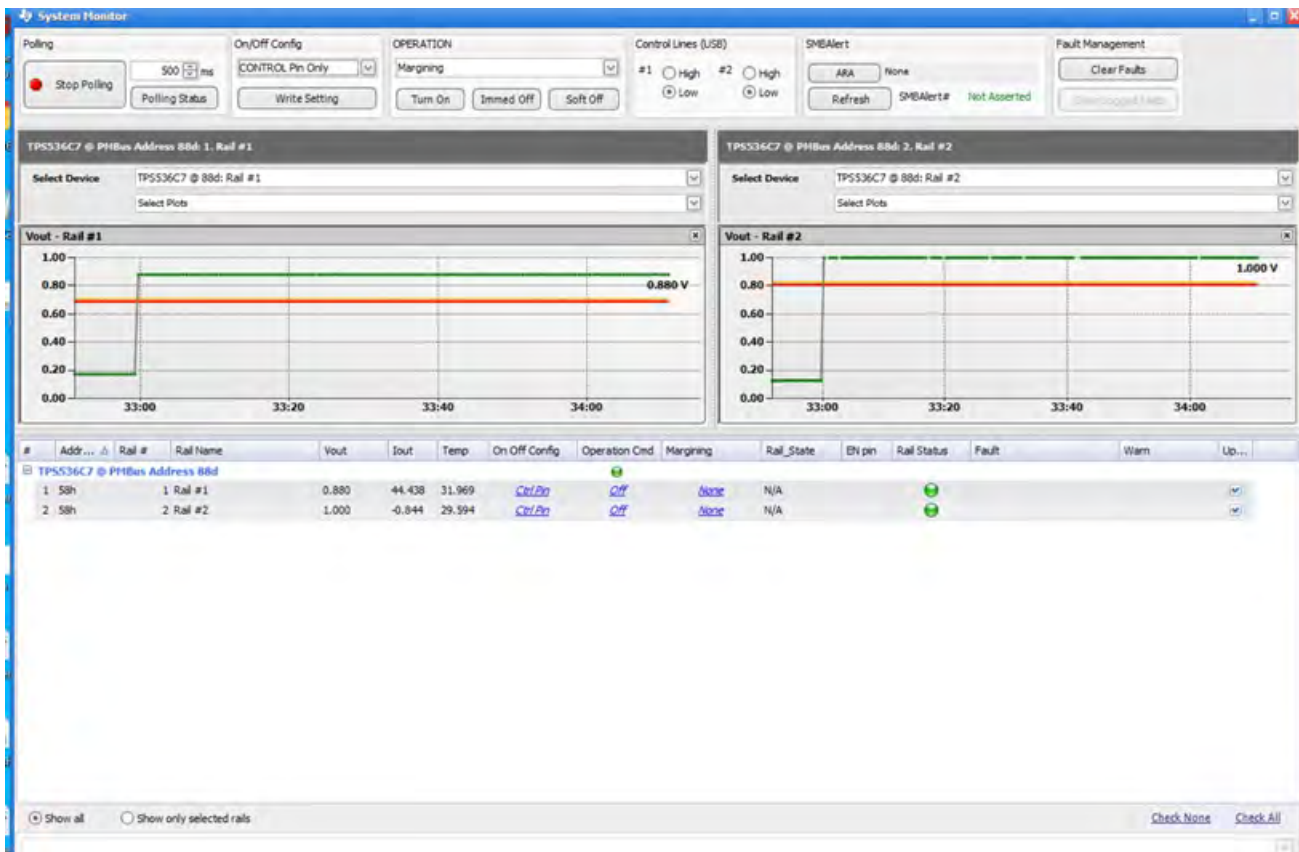 System Monitor
Polling
On/Off Config
OPERATION
Control Lines (USB)
SMBAlert
Fault Management
Stop Polling
500 ms
Polling Status
CONTROL Pin Only
Write Setting
Margining
Turn On
Immed Off
Soft Off
#1 High #2 High
Low Low
ARA None
Refresh SMBAlert# Not Asserted
Clear Faults
TPS536C7 @ PMBus Address 88d: 1. Rail #1
Select Device TPS536C7 @ 88d: Rail #1
Select Plots
Vout - Rail #1
1.00
0.80
0.60
0.40
0.20
0.00
0.880 V
33:00 33:20 33:40 34:00
TPS536C7 @ PMBus Address 88d: 2. Rail #2
Select Device TPS536C7 @ 88d: Rail #2
Select Plots
Vout - Rail #2
1.00
0.80
0.60
0.40
0.20
0.00
1.000 V
33:00 33:20 33:40 34:00
# Addr... Rail # Rail Name Vout Iout Temp On Off Config Operation Cmd Margining Rail_State EN pin Rail Status Fault Warn Up...
TPS536C7 @ PMBus Address 88d
1 58h 1 Rail #1 0.880 44.438 31.969 Ctrl Pin Off None N/A
2 58h 2 Rail #2 1.000 -0.844 29.594 Ctrl Pin Off None N/A
Show all Show only selected rails Check None Check All